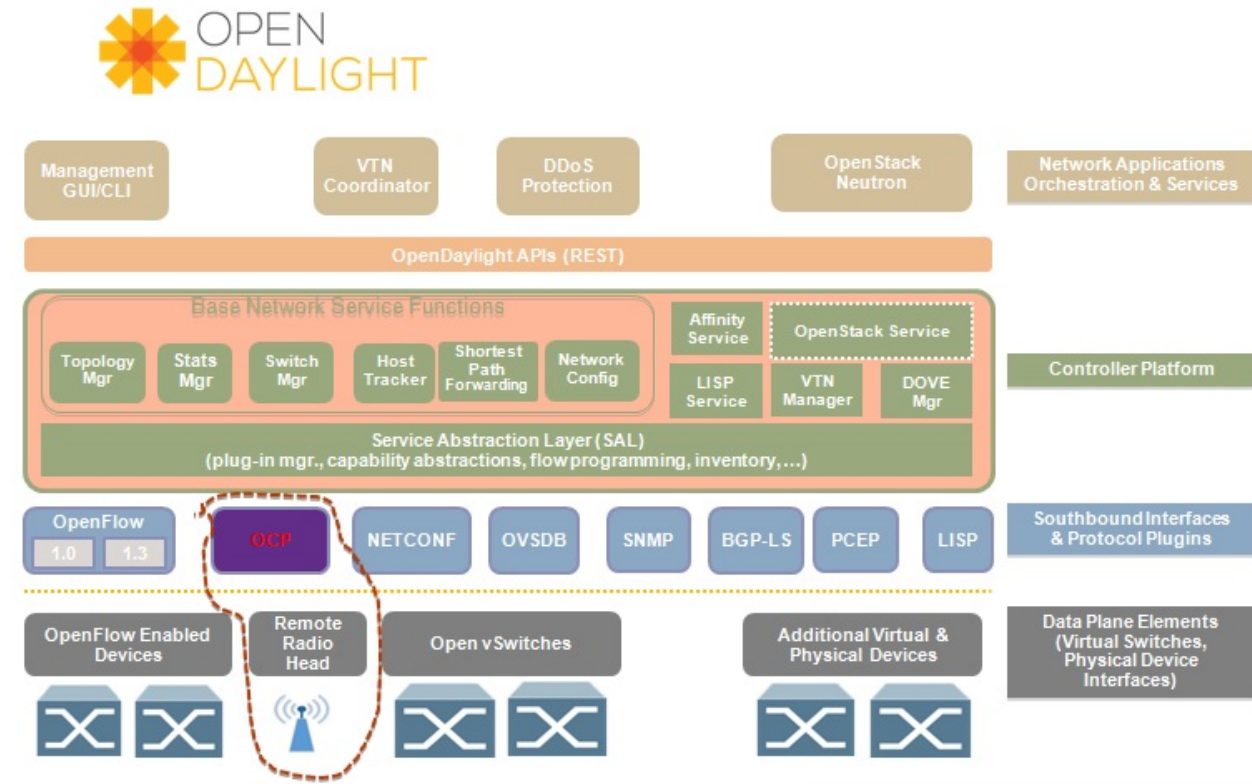 OPEN
DAYLIGHT
Management
GUI/CLI
VTN
Coordinator
DDoS
Protection
OpenStack
Neutron
Network Applications
Orchestration & Services
OpenDaylight APIs (REST)
Base Network Service Functions
Topology
Mgr
Stats
Mgr
Switch
Mgr
Host
Tracker
Shortest
Path
Forwarding
Network
Config
Affinity
Service
OpenStack Service
LISP
Service
VTN
Manager
DOVE
Mgr
Controller Platform
Service Abstraction Layer (SAL)
(plug-in mgr., capability abstractions, flow programming, inventory, …)
OpenFlow
1.0
1.3
OCP
NETCONF
OVSDB
SNMP
BGP-LS
PCEP
LISP
Southbound Interfaces
& Protocol Plugins
OpenFlow Enabled
Devices
Remote
Radio
Head
Open vSwitches
Additional Virtual &
Physical Devices
Data Plane Elements
(Virtual Switches,
Physical Device
Interfaces)